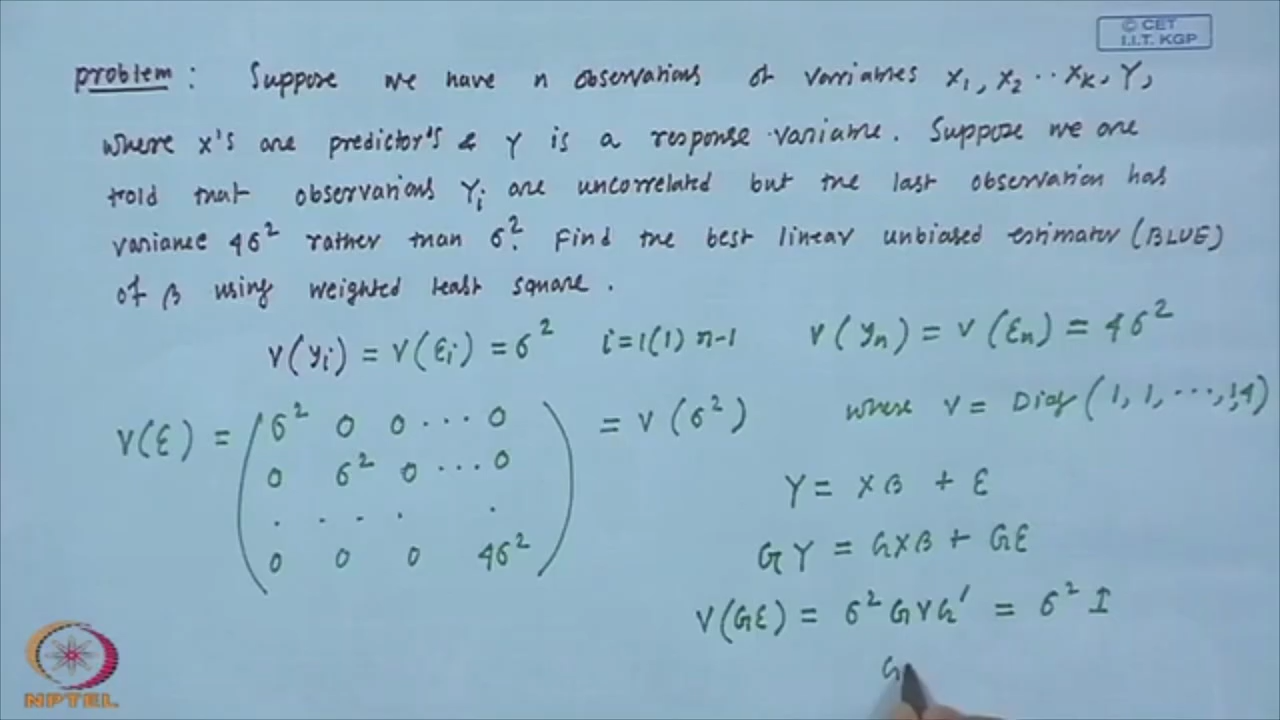 © CET
I.I.T. KGP
problem : Suppose we have n observations of variables X₁, X₂ ·· Xₖ, Y,
where X's are predictor's & Y is a response variable. Suppose we are
told that observations Yᵢ are uncorrelated but the last observation has
variance 4σ² rather than σ². Find the best linear unbiased estimator (BLUE)
of β using weighted least square .
V(yᵢ) = V(εᵢ) = σ² i = 1(1) n-1 V(yₙ) = V(εₙ) = 4σ²
V(ε) = ( σ² 0 0 ··· 0 ) = V(σ²) where V = Diag (1, 1, ···, 1, 4)
0 σ² 0 ··· 0
· · · · ·
0 0 0 4σ²
Y = Xβ + ε
GY = GXβ + Gε
V(Gε) = σ² GVG' = σ² I
G
NPTEL